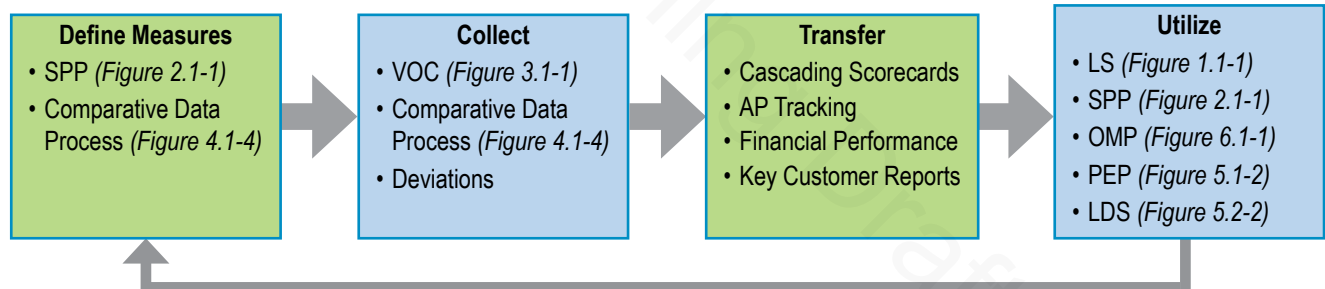 Define Measures
• SPP (Figure 2.1-1)
• Comparative Data
Process (Figure 4.1-4)
Collect
• VOC (Figure 3.1-1)
• Comparative Data
Process (Figure 4.1-4)
• Deviations
Transfer
• Cascading Scorecards
• AP Tracking
• Financial Performance
• Key Customer Reports
Utilize
• LS (Figure 1.1-1)
• SPP (Figure 2.1-1)
• OMP (Figure 6.1-1)
• PEP (Figure 5.1-2)
• LDS (Figure 5.2-2)